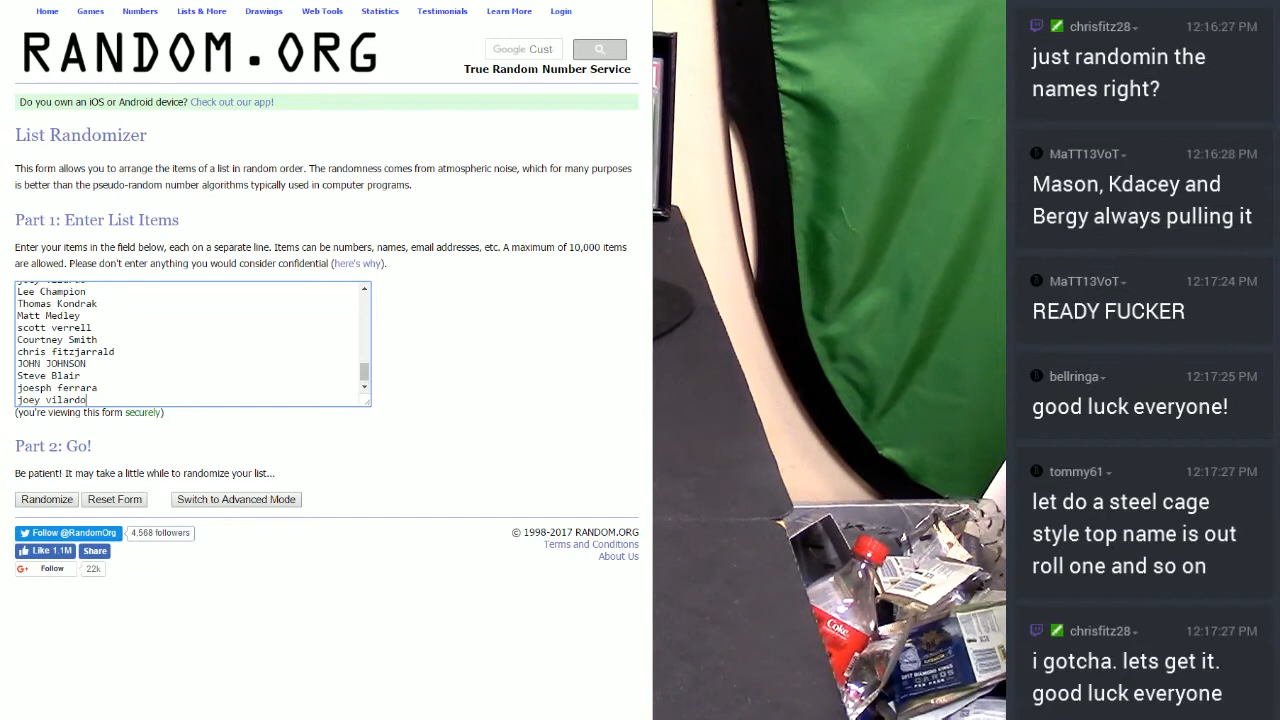 Home Games Numbers Lists & More Drawings Web Tools Statistics Testimonials Learn More Login
RANDOM.ORG
Google Cust
True Random Number Service
Do you own an iOS or Android device? Check out our app!
List Randomizer
This form allows you to arrange the items of a list in random order. The randomness comes from atmospheric noise, which for many purposes
is better than the pseudo-random number algorithms typically used in computer programs.
Part 1: Enter List Items
Enter your items in the field below, each on a separate line. Items can be numbers, names, email addresses, etc. A maximum of 10,000 items
are allowed. Please don't enter anything you would consider confidential (here's why).
Lee Champion
Thomas Kondrak
Matt Medley
scott verrell
Courtney Smith
chris fitzjarrald
JOHN JOHNSON
Steve Blair
joesph ferrara
joey vilardo
(you're viewing this form securely)
Part 2: Go!
Be patient! It may take a little while to randomize your list...
Randomize Reset Form Switch to Advanced Mode
Follow @RandomOrg 4,568 followers
Like 1.1M Share
G+ Follow 22k
© 1998-2017 RANDOM.ORG
Terms and Conditions
About Us
Coke
2017 DIAMOND KINGS
CARDS
chrisfitz28 12:16:27 PM
just randomin the
names right?
MaTT13VoT 12:16:28 PM
Mason, Kdacey and
Bergy always pulling it
MaTT13VoT 12:17:24 PM
READY FUCKER
bellringa 12:17:25 PM
good luck everyone!
tommy61 12:17:27 PM
let do a steel cage
style top name is out
roll one and so on
chrisfitz28 12:17:27 PM
i gotcha. lets get it.
good luck everyone